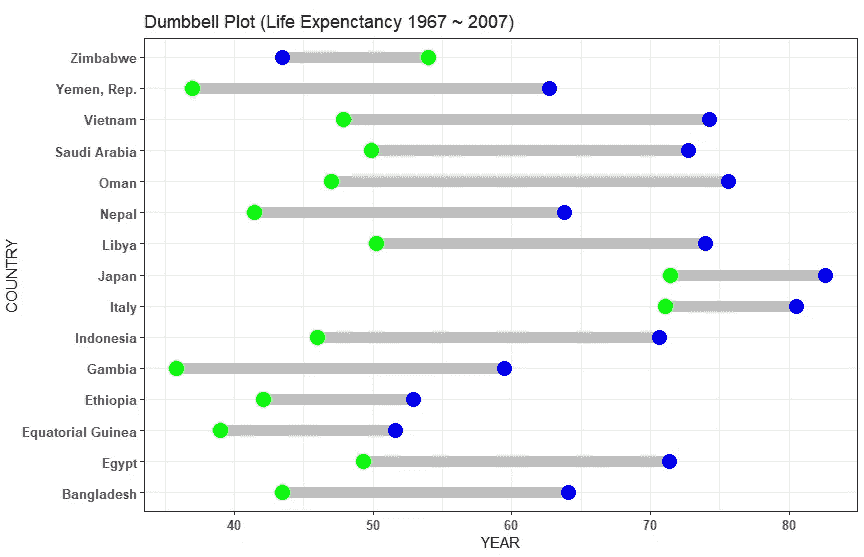 Dumbbell Plot (Life Expenctancy 1967 ~ 2007)
COUNTRY
Zimbabwe
Yemen, Rep.
Vietnam
Saudi Arabia
Oman
Nepal
Libya
Japan
Italy
Indonesia
Gambia
Ethiopia
Equatorial Guinea
Egypt
Bangladesh
40 50 60 70 80
YEAR